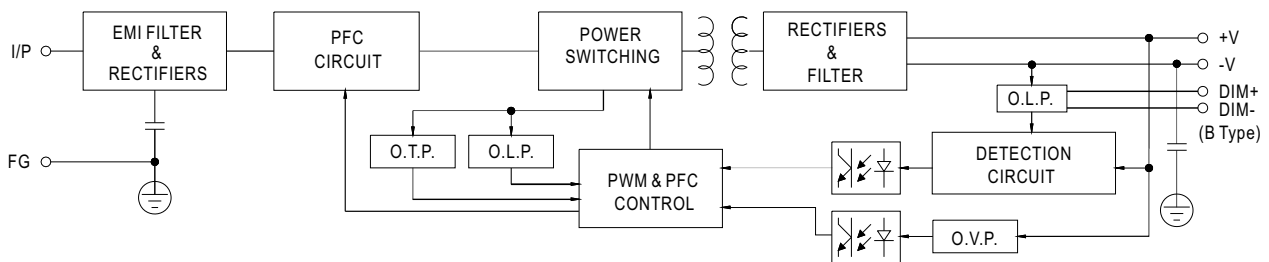 I/P
EMI FILTER
&
RECTIFIERS
PFC
CIRCUIT
POWER
SWITCHING
RECTIFIERS
&
FILTER
+V
-V
DIM+
DIM-
(B Type)
O.L.P.
FG
O.T.P.
O.L.P.
PWM & PFC
CONTROL
DETECTION
CIRCUIT
O.V.P.